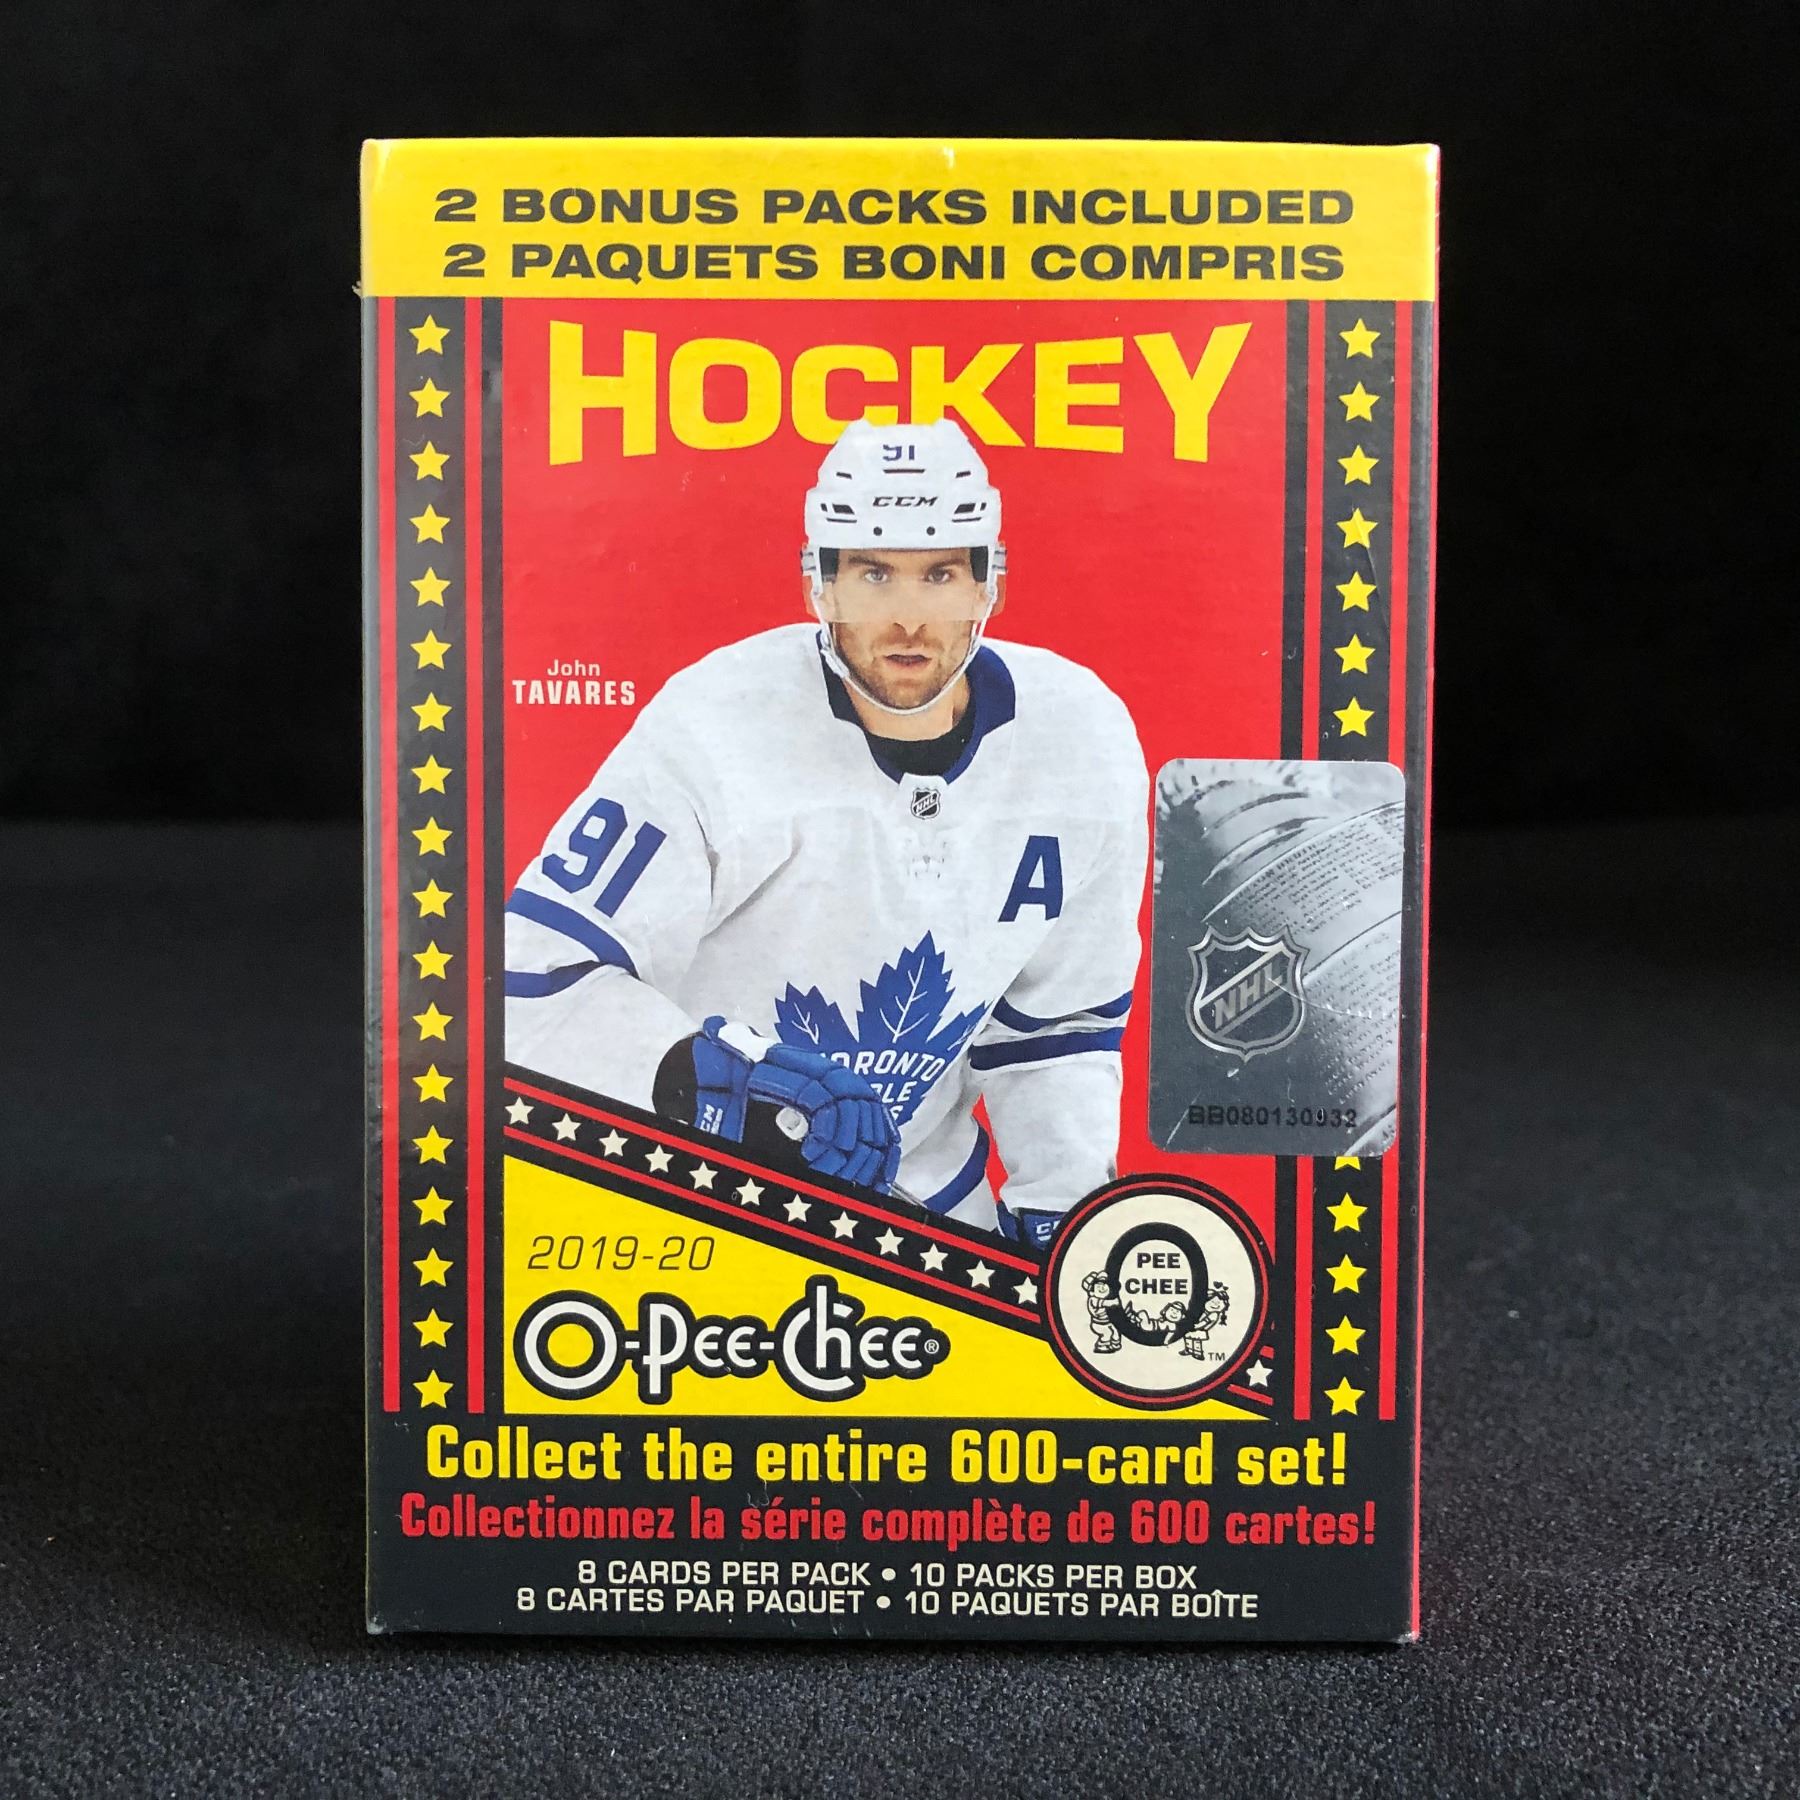 2 BONUS PACKS INCLUDED
2 PAQUETS BONI COMPRIS
HOCKEY
91
CCM
John
TAVARES
NHL
91
A
NHL
BB080130932
TORONTO
2019-20
O-Pee-Chee®
PEE
CHEE
TM
Collect the entire 600-card set!
Collectionnez la série complète de 600 cartes!
8 CARDS PER PACK • 10 PACKS PER BOX
8 CARTES PAR PAQUET • 10 PAQUETS PAR BOÎTE